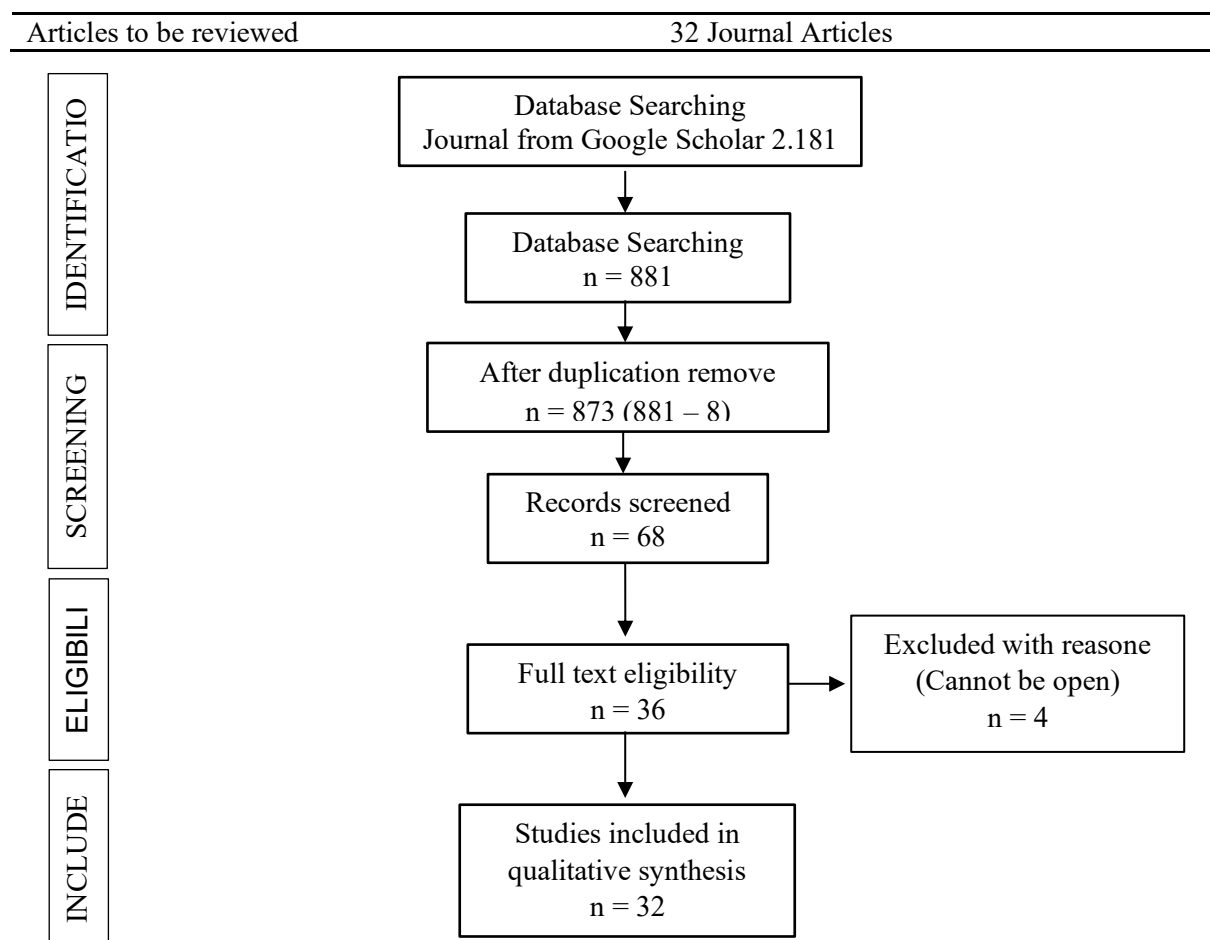 Articles to be reviewed 32 Journal Articles
IDENTIFICATIO
Database Searching
Journal from Google Scholar 2.181
Database Searching
n = 881
SCREENING
After duplication remove
n = 873 (881 – 8)
Records screened
n = 68
ELIGIBILI
Full text eligibility
n = 36
Excluded with reasone
(Cannot be open)
n = 4
INCLUDE
Studies included in
qualitative synthesis
n = 32